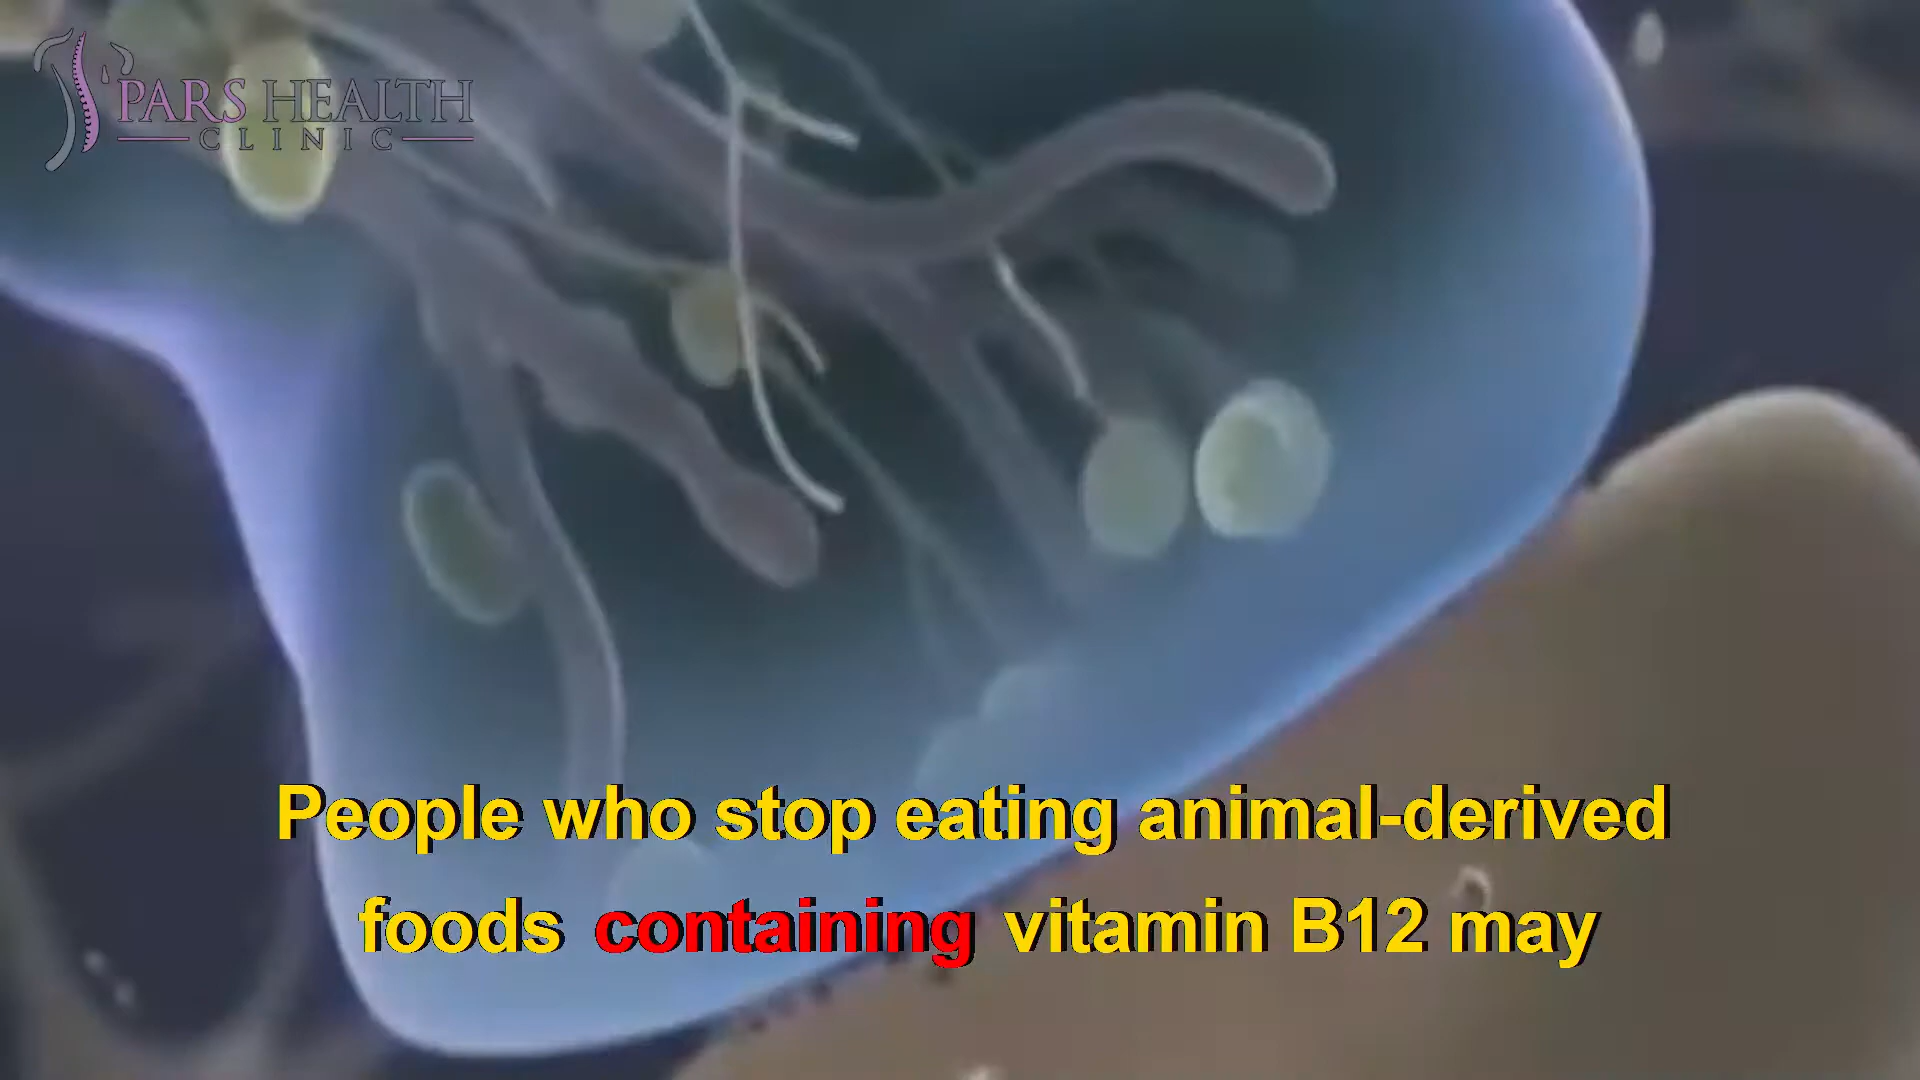 PARS HEALTH
CLINIC
People who stop eating animal-derived
foods containing vitamin B12 may